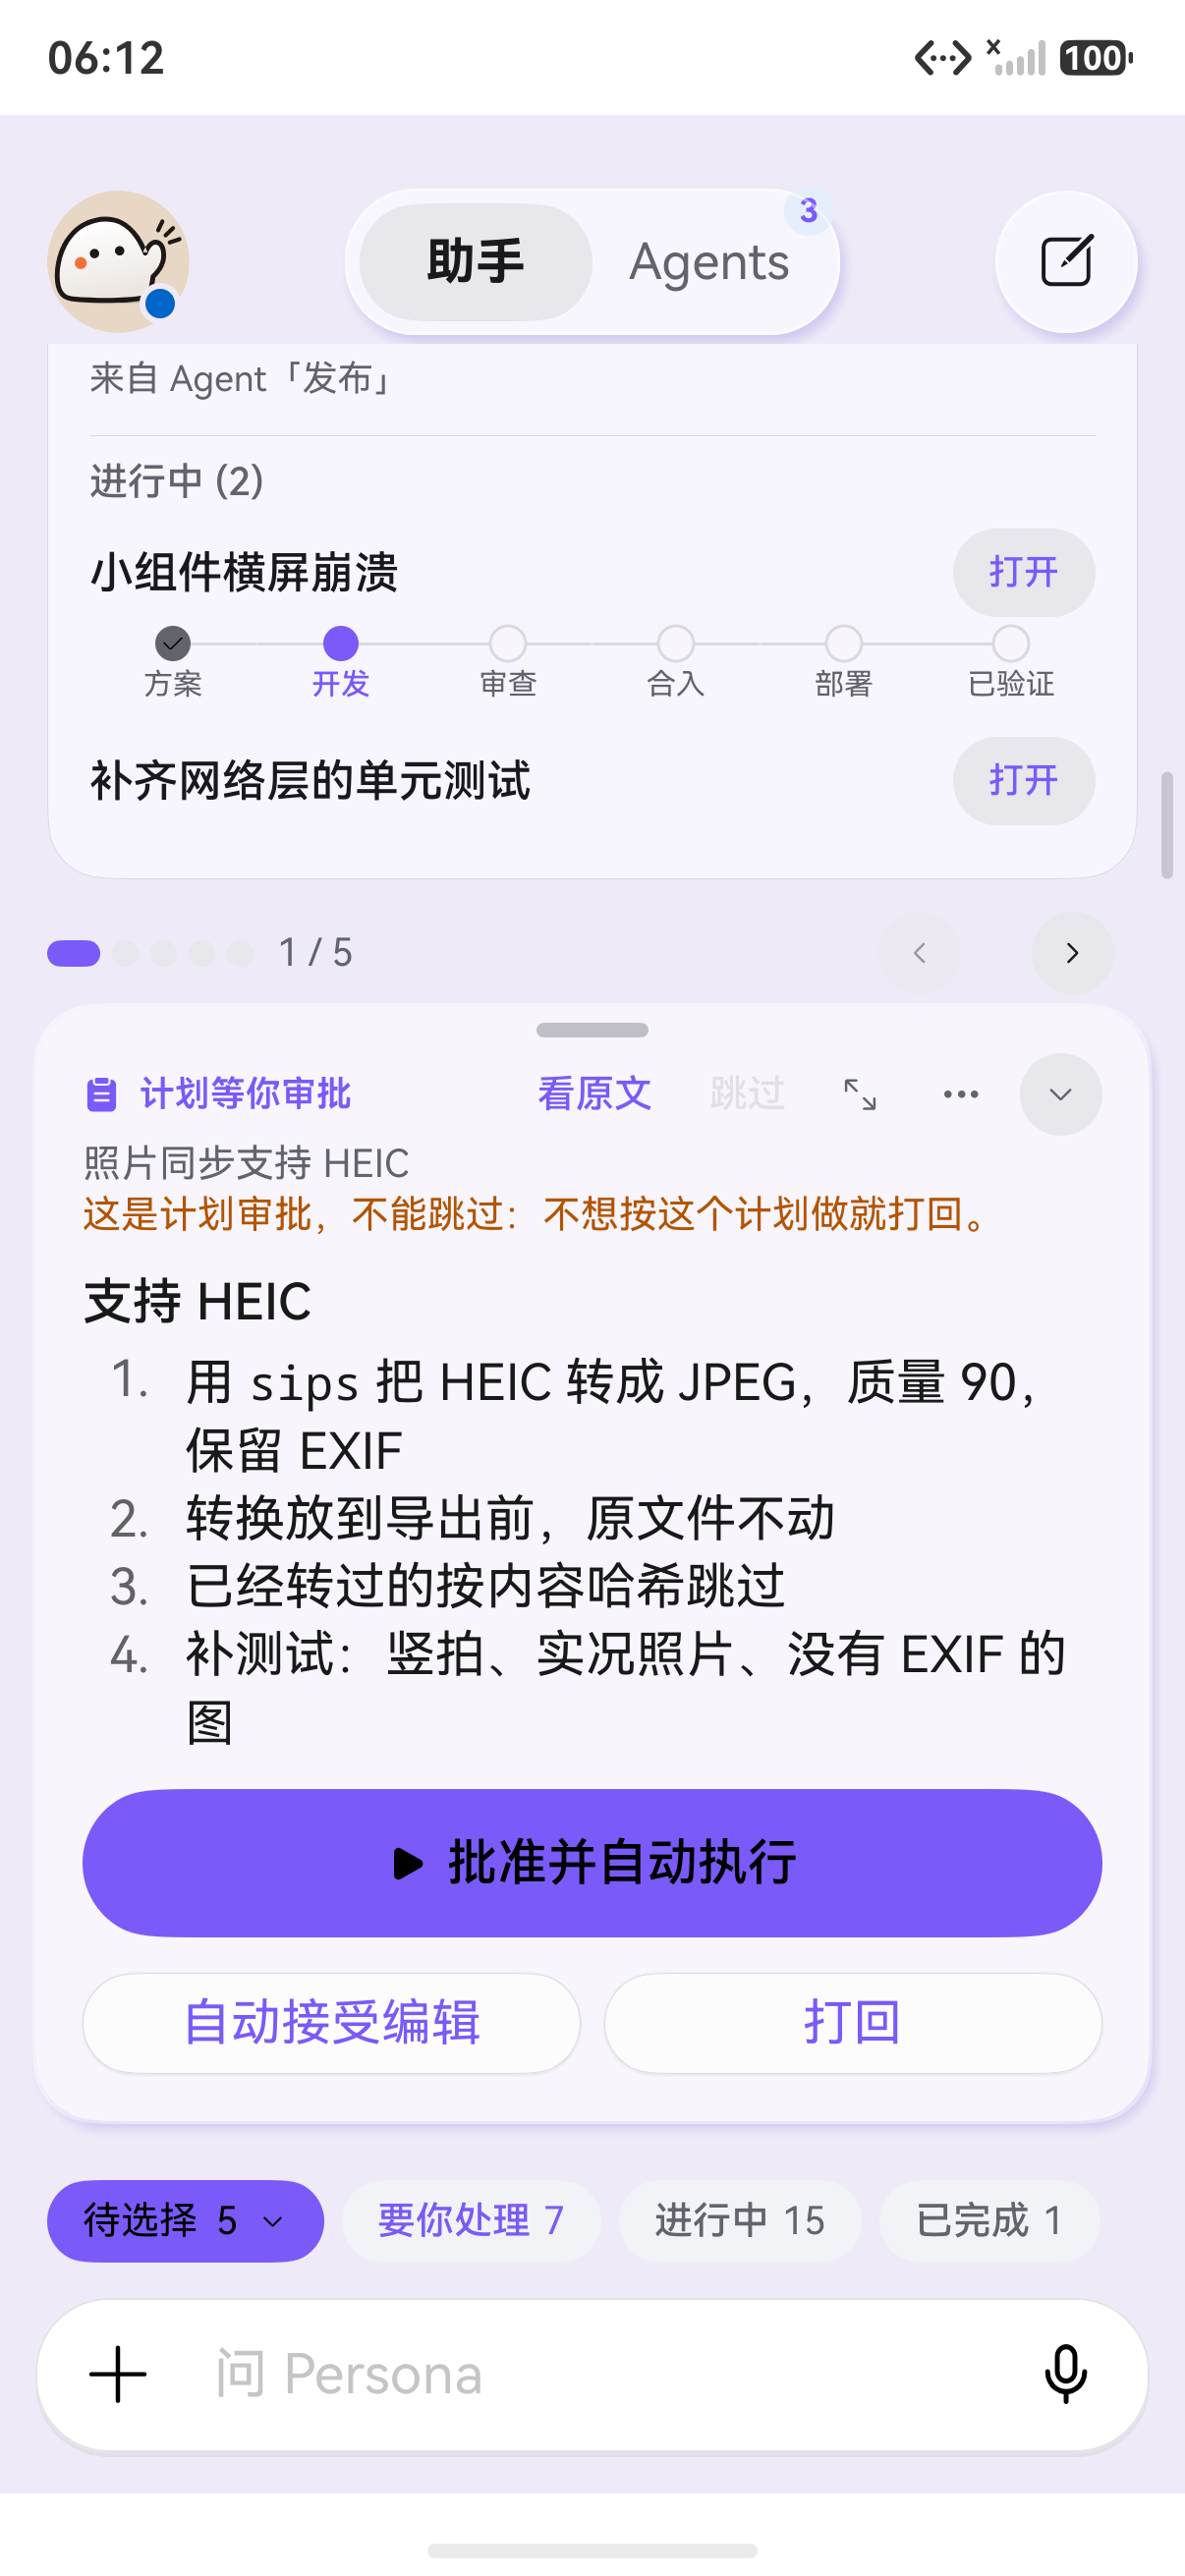 06:12
100
助手
Agents
3
来自 Agent「发布」
进行中 (2)
小组件横屏崩溃
打开
方案
开发
审查
合入
部署
已验证
补齐网络层的单元测试
打开
1 / 5
计划等你审批
看原文
跳过
照片同步支持 HEIC
这是计划审批，不能跳过：不想按这个计划做就打回。
支持 HEIC
1. 用 sips 把 HEIC 转成 JPEG，质量 90，
保留 EXIF
2. 转换放到导出前，原文件不动
3. 已经转过的按内容哈希跳过
4. 补测试：竖拍、实况照片、没有 EXIF 的
图
批准并自动执行
自动接受编辑
打回
待选择 5
要你处理 7
进行中 15
已完成 1
问 Persona